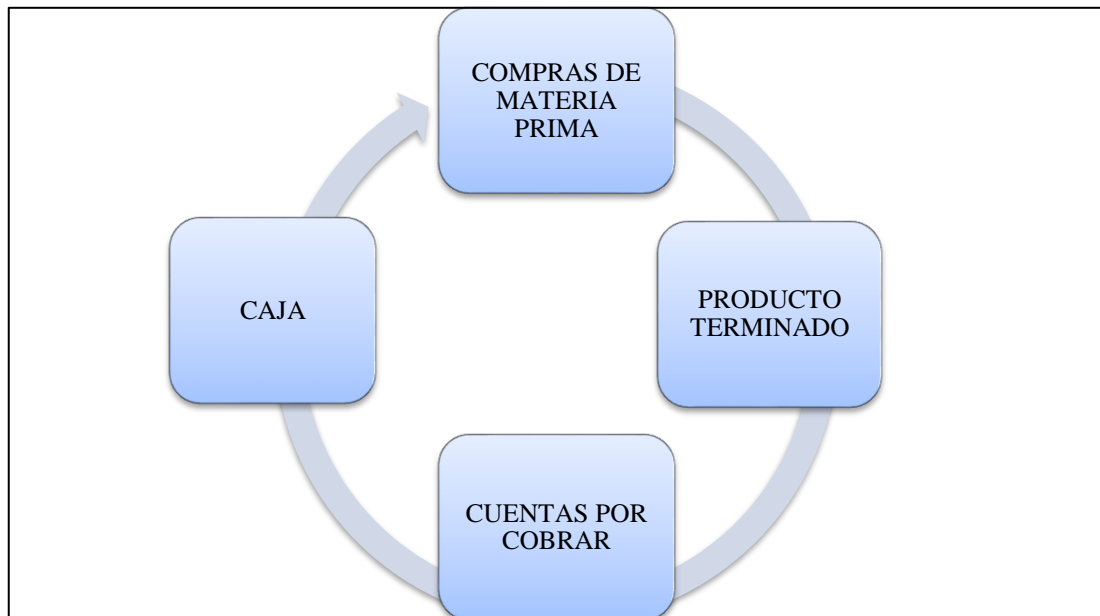 COMPRAS DE
MATERIA
PRIMA
PRODUCTO
TERMINADO
CUENTAS POR
COBRAR
CAJA